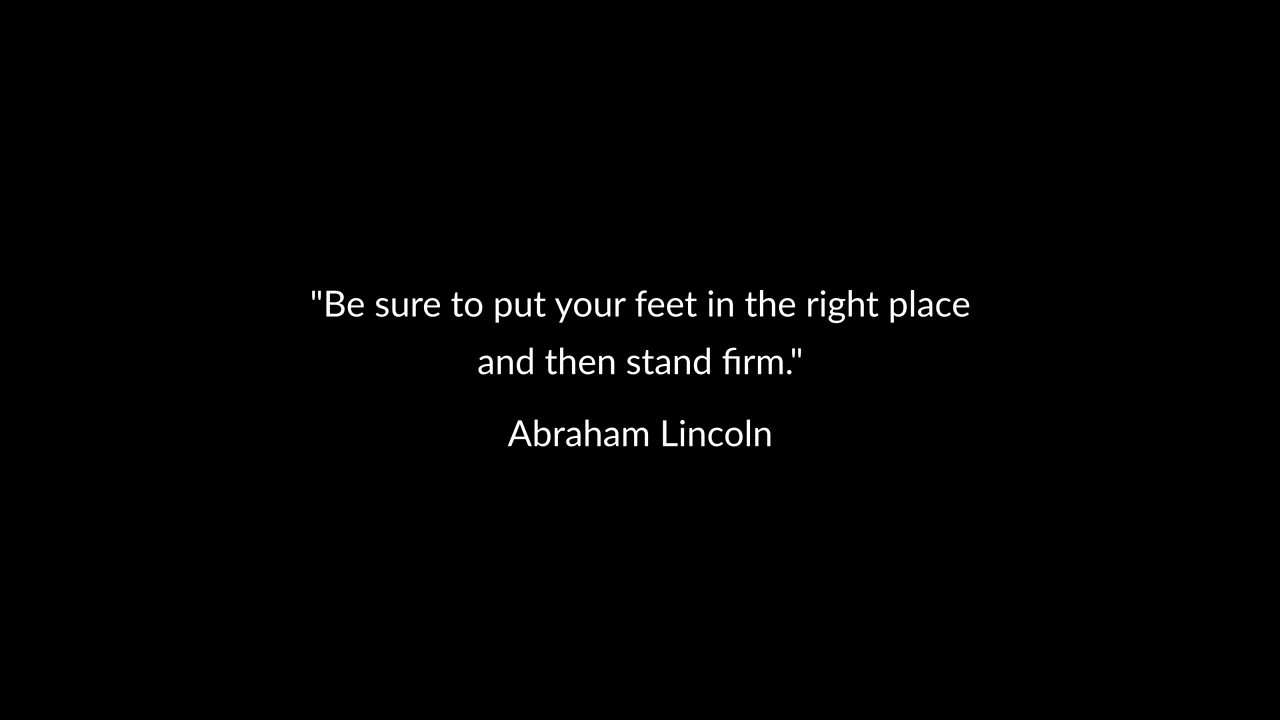 "Be sure to put your feet in the right place
and then stand firm."
Abraham Lincoln